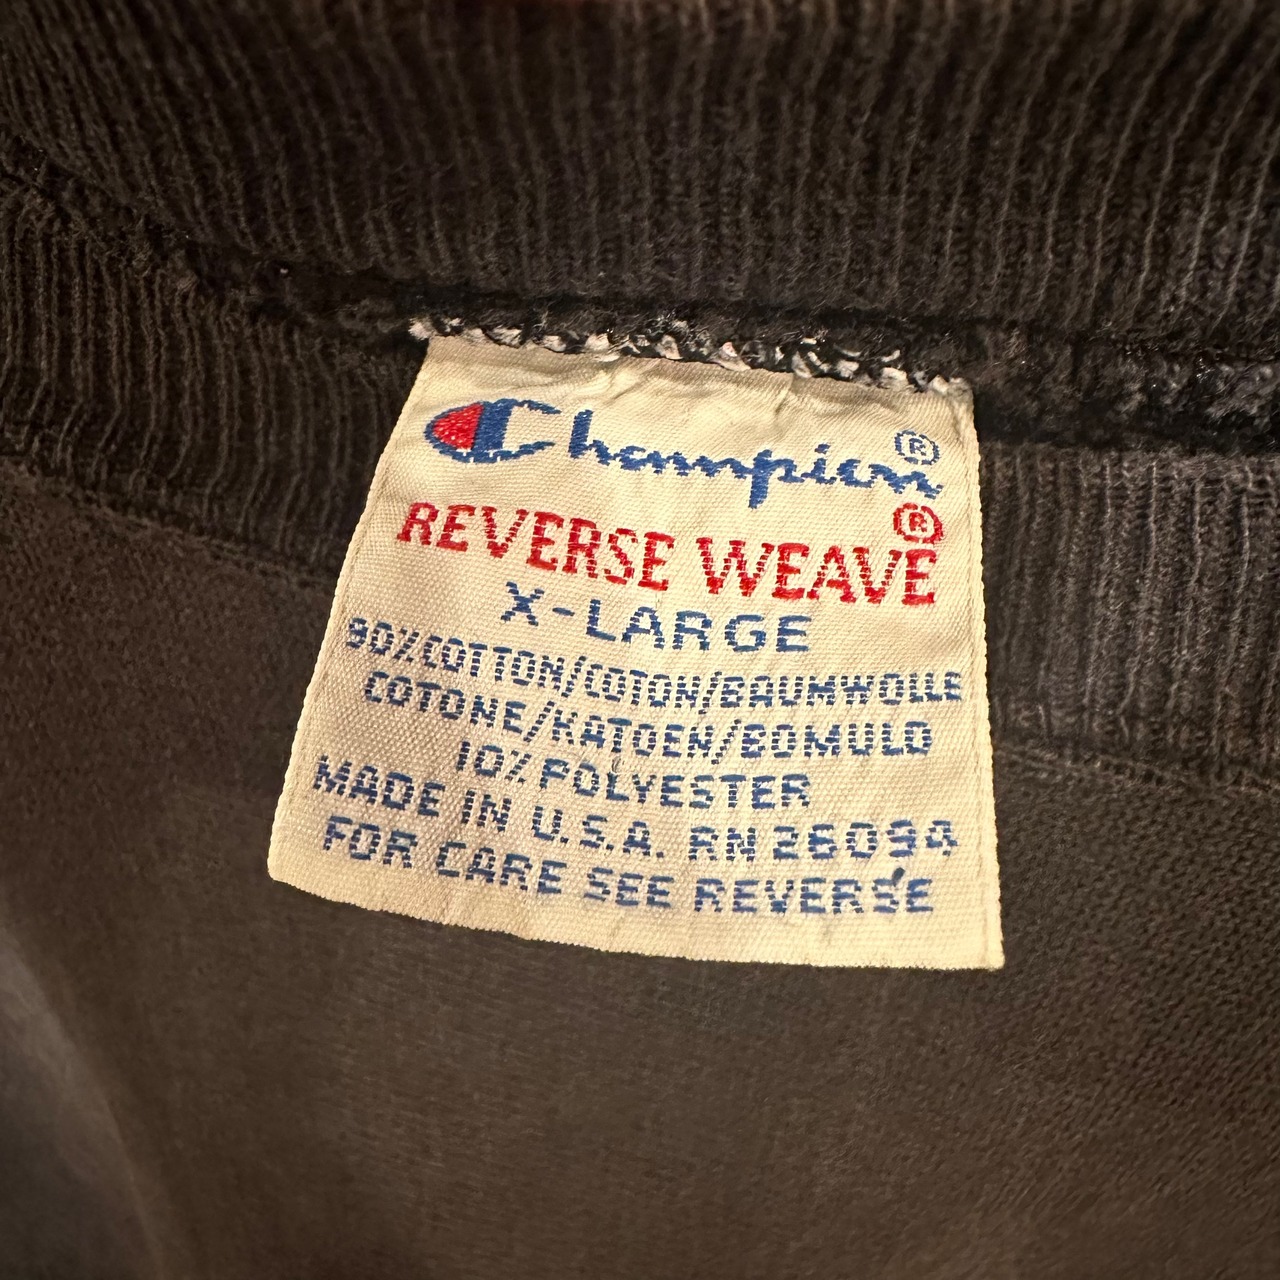 Champion®
REVERSE WEAVE®
X-LARGE
90% COTTON/COTON/BAUMWOLLE
COTONE/KATOEN/BOMULD
10% POLYESTER
MADE IN U.S.A. RN 26094
FOR CARE SEE REVERSE